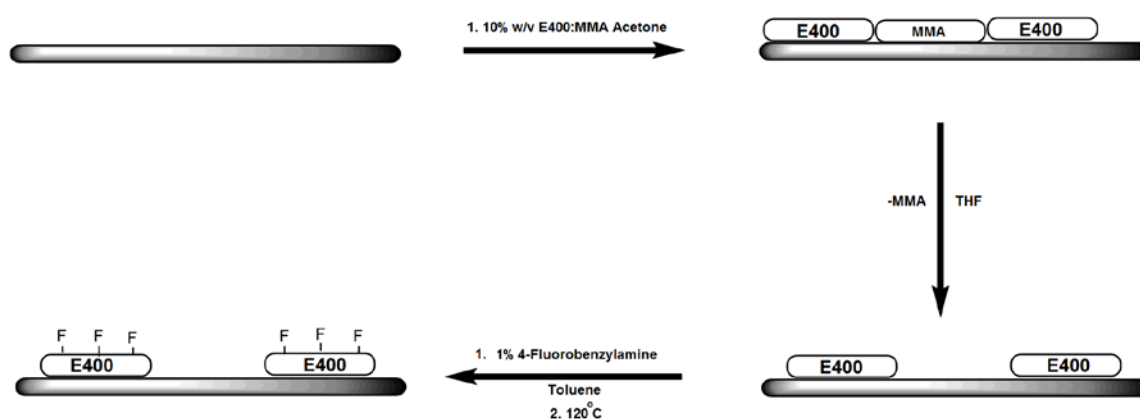 1. 10% w/v E400:MMA Acetone
E400 MMA E400
-MMA THF
F F F
E400
F F F
E400
1. 1% 4-Fluorobenzylamine
Toluene
2. 120°C
E400 E400